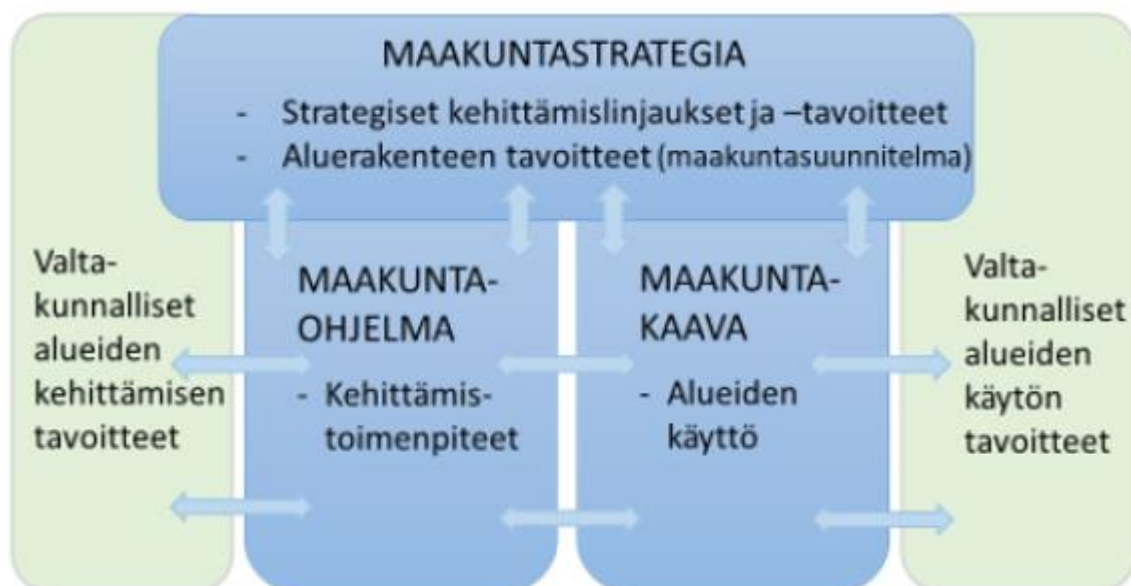 MAAKUNTASTRATEGIA
- Strategiset kehittämislinjaukset ja –tavoitteet
- Aluerakenteen tavoitteet (maakuntasuunnitelma)
Valta-
kunnalliset
alueiden
kehittämisen
tavoitteet
MAAKUNTA-
OHJELMA
- Kehittämis-
toimenpiteet
MAAKUNTA-
KAAVA
- Alueiden
käyttö
Valta-
kunnalliset
alueiden
käytön
tavoitteet